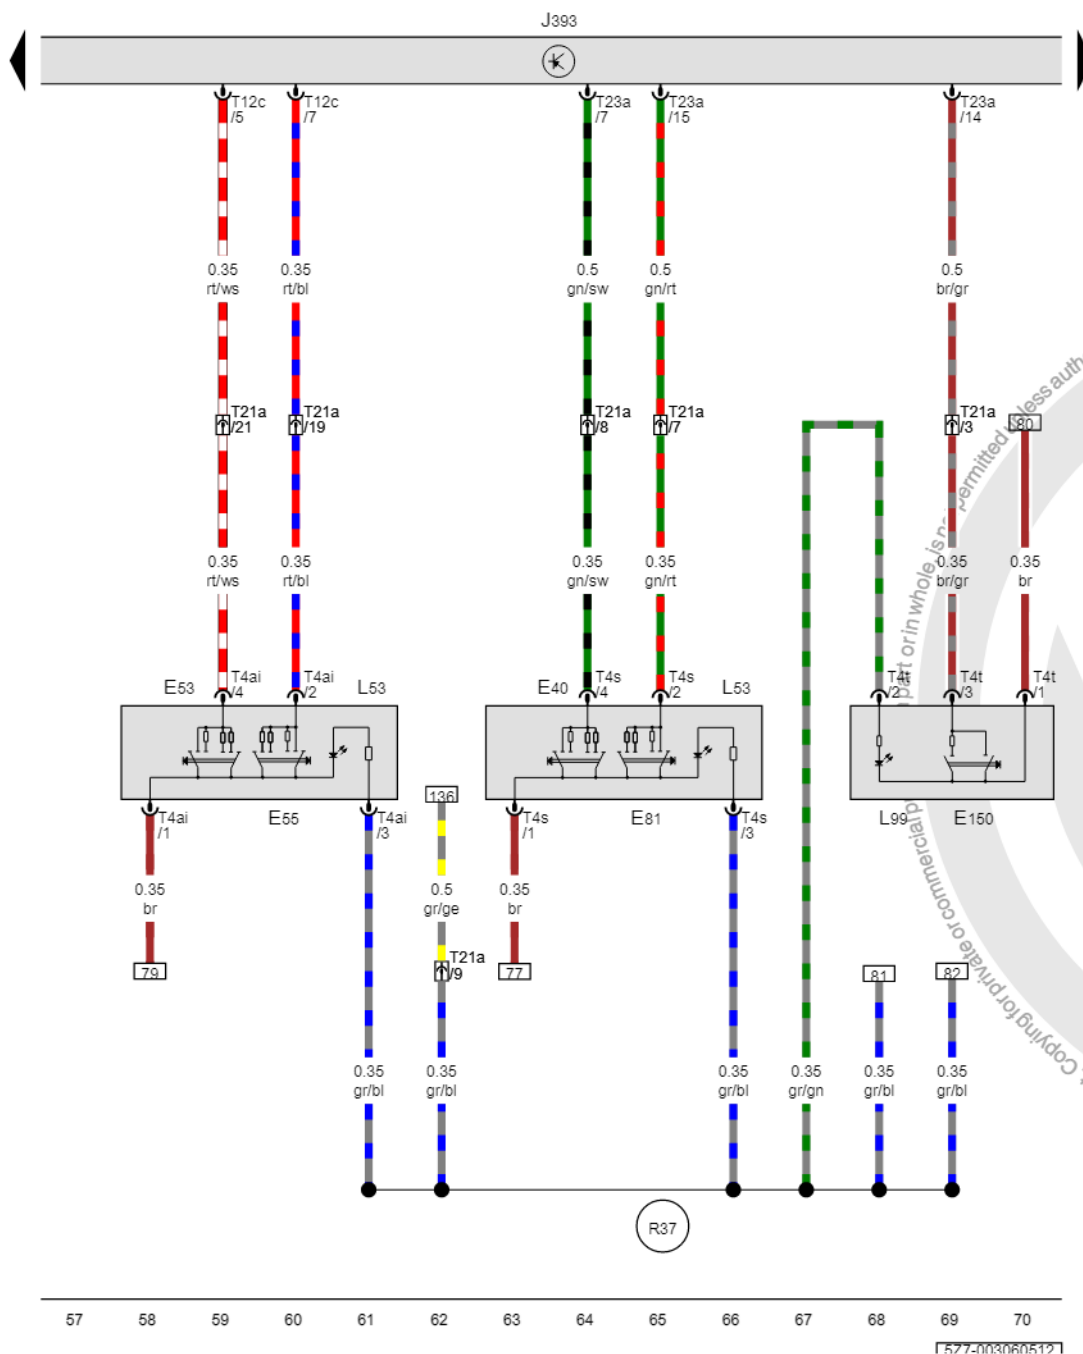 J393
T12c
/5
T12c
/7
T23a
/7
T23a
/15
T23a
/14
0.35
rt/ws
0.35
rt/bl
0.5
gn/sw
0.5
gn/rt
0.5
br/gr
T21a
/21
T21a
/19
T21a
/8
T21a
/7
T21a
/3
80
0.35
rt/ws
0.35
rt/bl
0.35
gn/sw
0.35
gn/rt
0.35
br/gr
0.35
br
E53
T4ai
/4
T4ai
/2
L53
E40
T4s
/4
T4s
/2
L53
T4t
/2
T4t
/3
T4t
/1
T4ai
/1
E55
T4ai
/3
136
T4s
/1
E81
T4s
/3
L99
E150
0.35
br
0.5
gr/ge
0.35
br
79
T21a
/9
77
81
82
0.35
gr/bl
0.35
gr/bl
0.35
gr/bl
0.35
gr/gn
0.35
gr/bl
0.35
gr/bl
R37
57 58 59 60 61 62 63 64 65 66 67 68 69 70
577-003060512
Copying for private or commercial part or in whole, is permitted unless auth